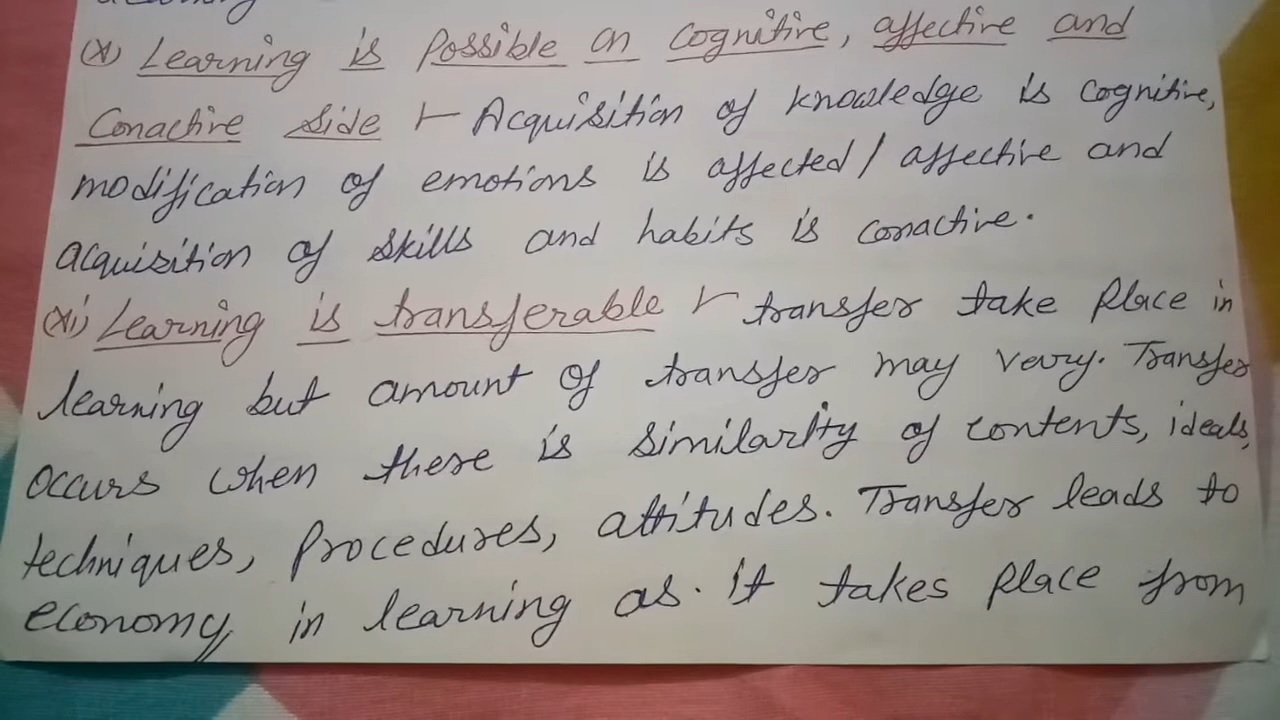 (x) Learning is Possible on Cognitive, affective and
Conactive side :- Acquisition of knowledge is cognitive,
modification of emotions is affected/affective and
acquisition of skills and habits is conactive.
(xi) Learning is transferable :- transfer take place in
learning but amount of transfer may very. Transfer
occurs when there is similarity of contents, ideals,
techniques, Procedures, attitudes. Transfer leads to
economy in learning as. it takes place from